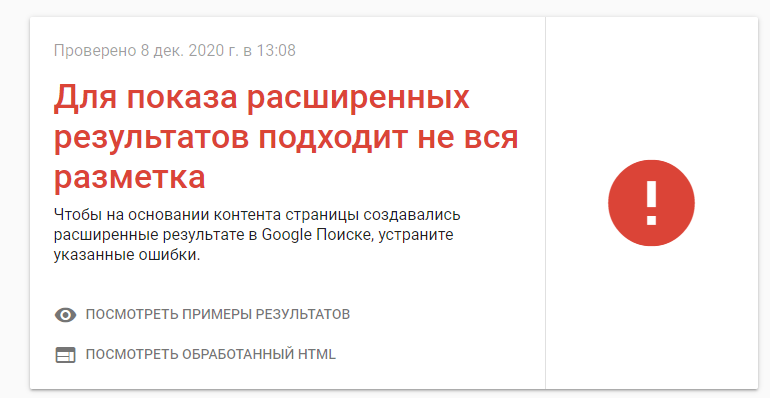 Проверено 8 дек. 2020 г. в 13:08
Для показа расширенных
результатов подходит не вся
разметка
Чтобы на основании контента страницы создавались
расширенные результате в Google Поиске, устраните
указанные ошибки.
ПОСМОТРЕТЬ ПРИМЕРЫ РЕЗУЛЬТАТОВ
ПОСМОТРЕТЬ ОБРАБОТАННЫЙ HTML